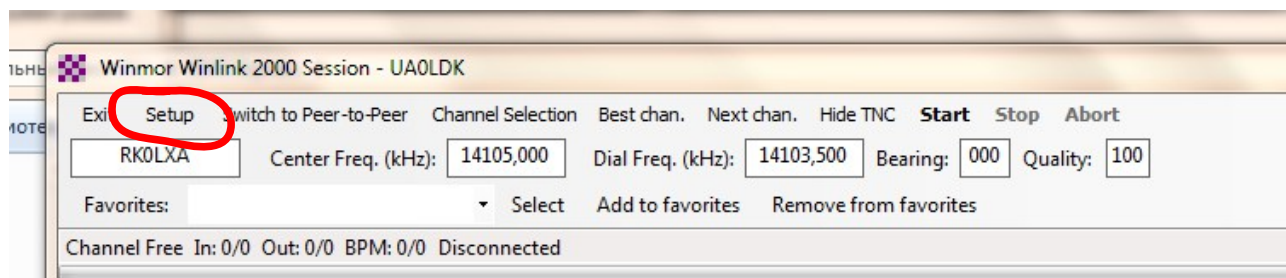 Winmor Winlink 2000 Session - UA0LDK
Setup Switch to Peer-to-Peer Channel Selection Best chan. Next chan. Hide TNC Start Stop Abort
RK0LXA Center Freq. (kHz): 14105,000 Dial Freq. (kHz): 14103,500 Bearing: 000 Quality: 100
Favorites: Select Add to favorites Remove from favorites
Channel Free In: 0/0 Out: 0/0 BPM: 0/0 Disconnected